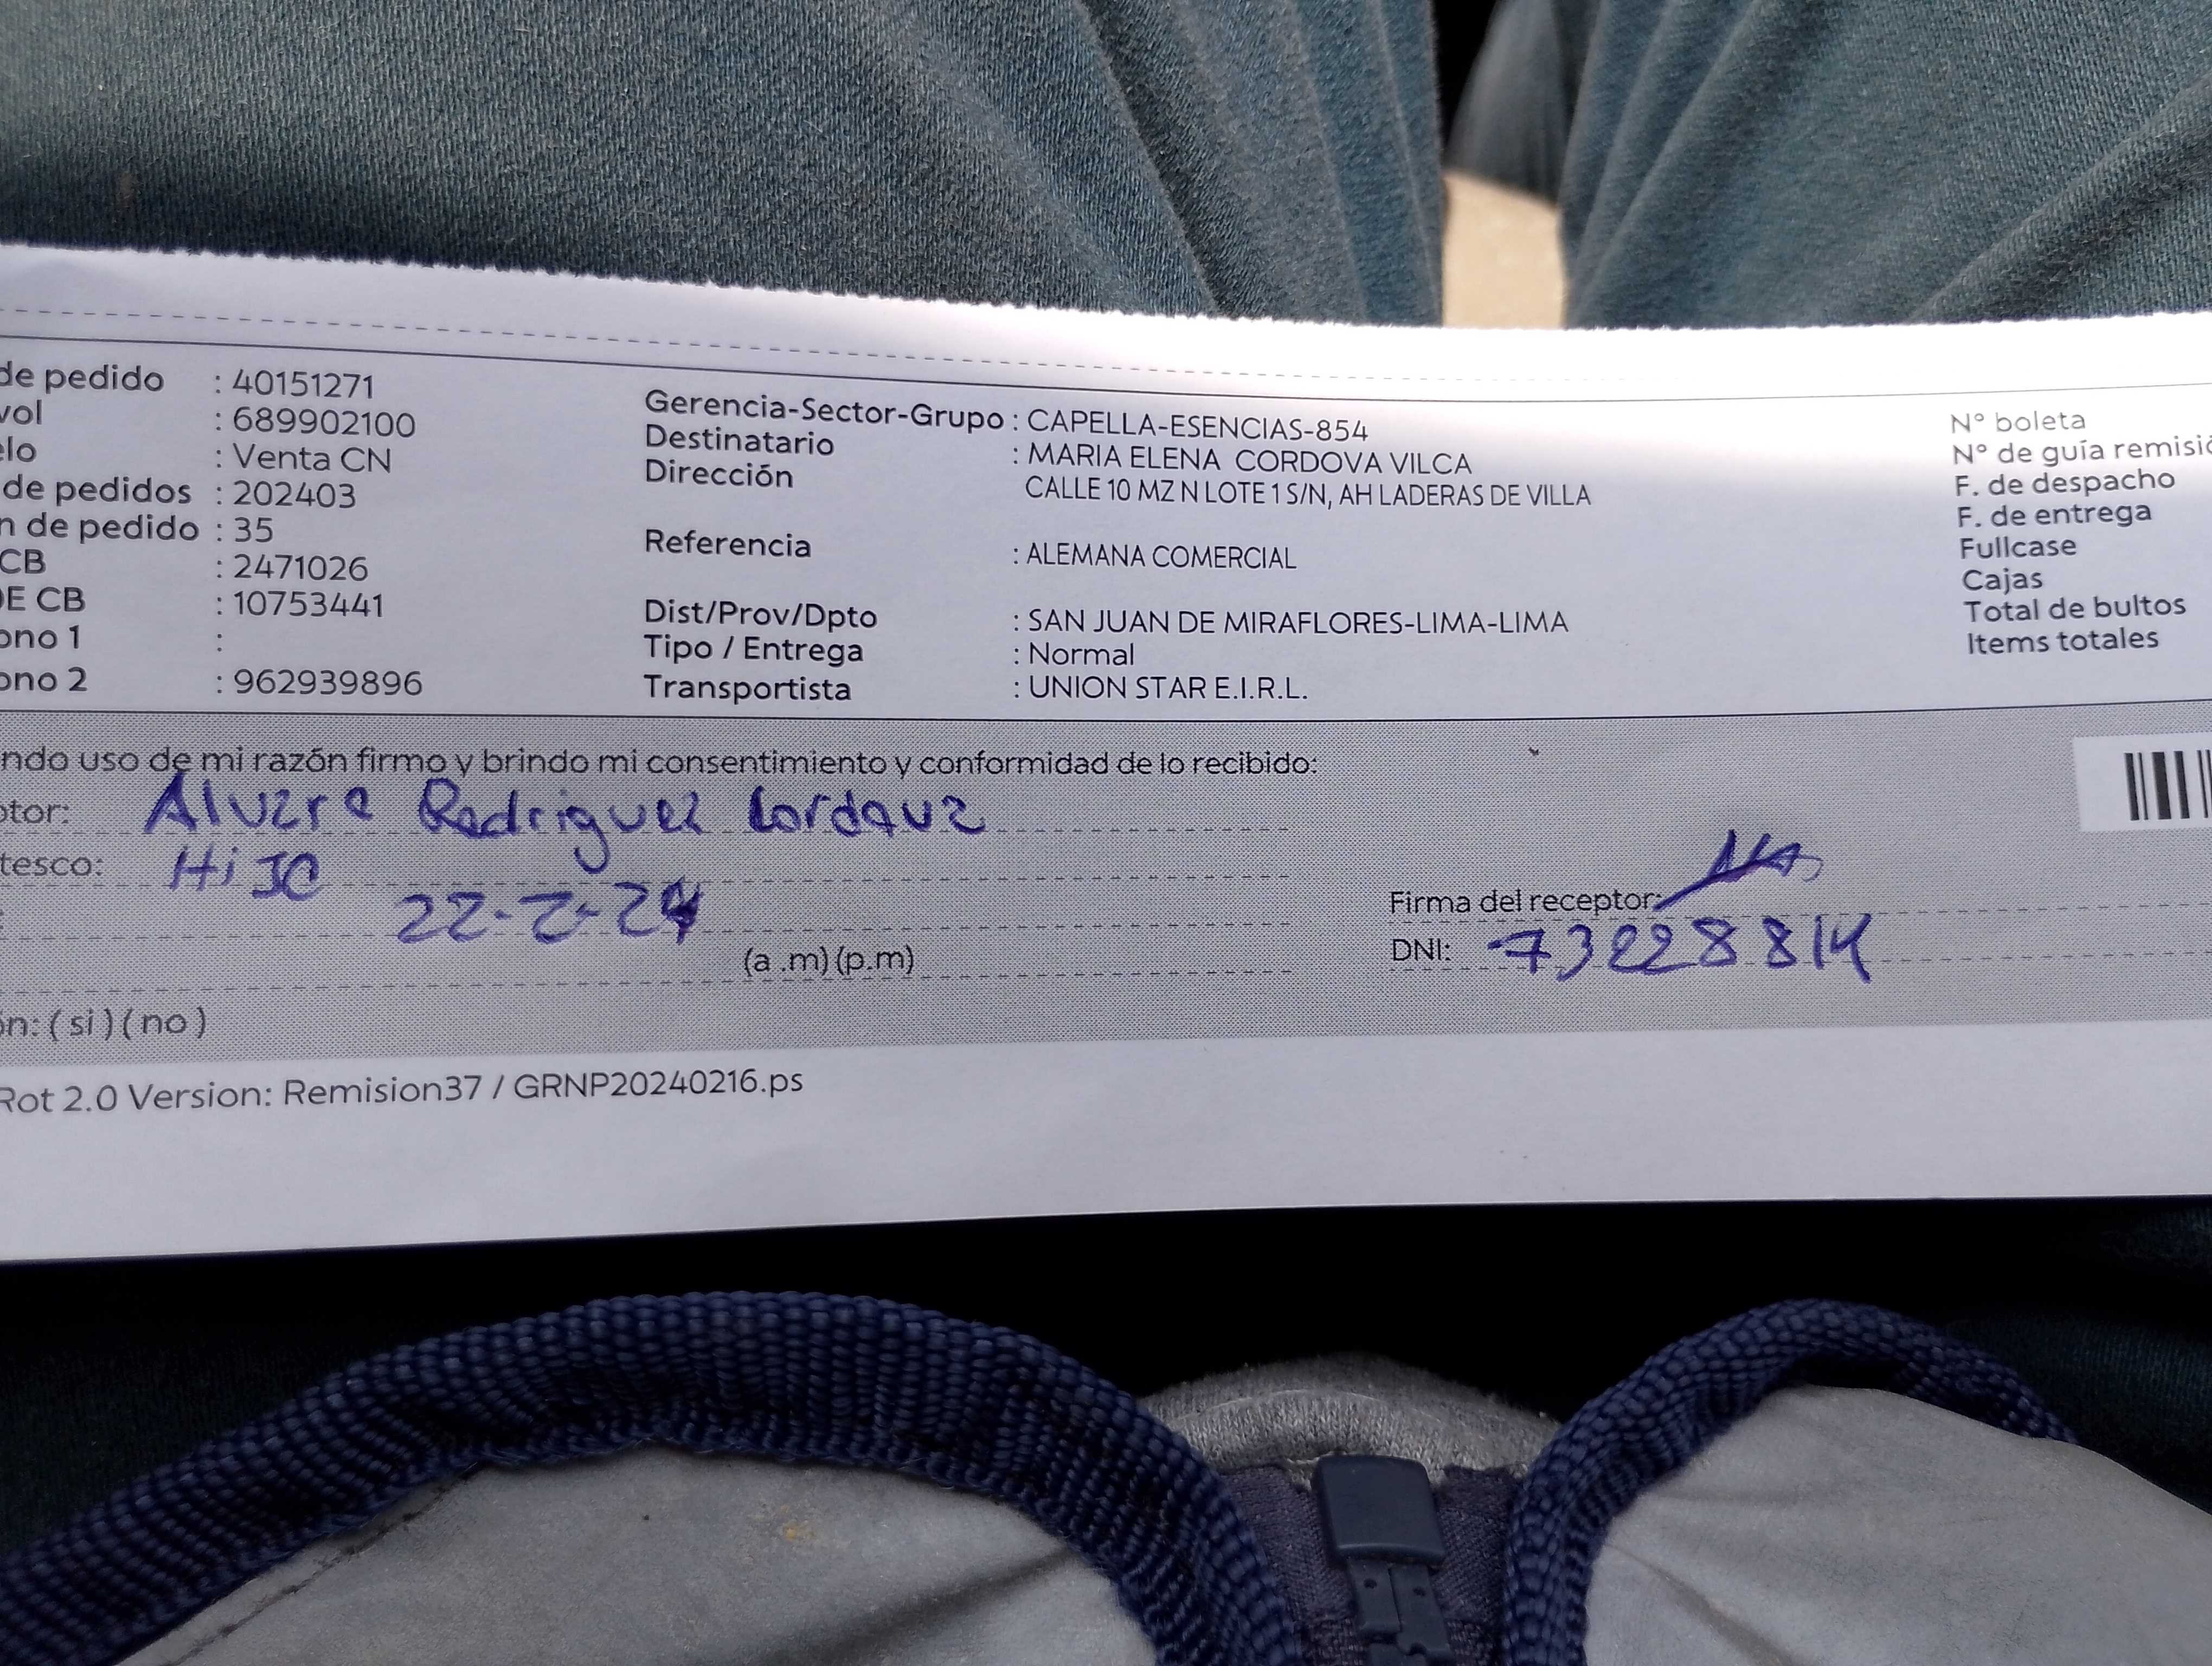 de pedido : 40151271
vol : 689902100
elo : Venta CN
de pedidos : 202403
n de pedido : 35
CB : 2471026
DE CB : 10753441
ono 1 :
ono 2 : 962939896
Gerencia-Sector-Grupo : CAPELLA-ESENCIAS-854
Destinatario : MARIA ELENA CORDOVA VILCA
Dirección CALLE 10 MZ N LOTE 1 S/N, AH LADERAS DE VILLA
Referencia : ALEMANA COMERCIAL
Dist/Prov/Dpto : SAN JUAN DE MIRAFLORES-LIMA-LIMA
Tipo / Entrega : Normal
Transportista : UNION STAR E.I.R.L.
N° boleta
N° de guía remisió
F. de despacho
F. de entrega
Fullcase
Cajas
Total de bultos
Items totales
ndo uso de mi razón firmo y brindo mi consentimiento y conformidad de lo recibido:
ptor: Alvaro Rodriguez Cordova
tesco: HiJO
22-2-24
(a .m) (p.m)
Firma del receptor:
DNI: 73228814
ón: ( si ) ( no )
Rot 2.0 Version: Remision37 / GRNP20240216.ps